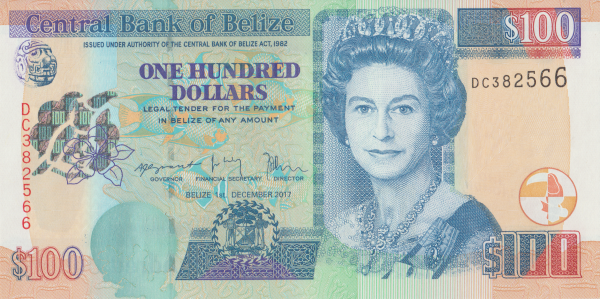 Central Bank of Belize
$100
ISSUED UNDER AUTHORITY OF THE CENTRAL BANK OF BELIZE ACT, 1982
ONE HUNDRED
DOLLARS
DC382566
LEGAL TENDER FOR THE PAYMENT
IN BELIZE OF ANY AMOUNT
DC382566
GOVERNOR FINANCIAL SECRETARY DIRECTOR
BELIZE 1st. DECEMBER 2017
$100
$100